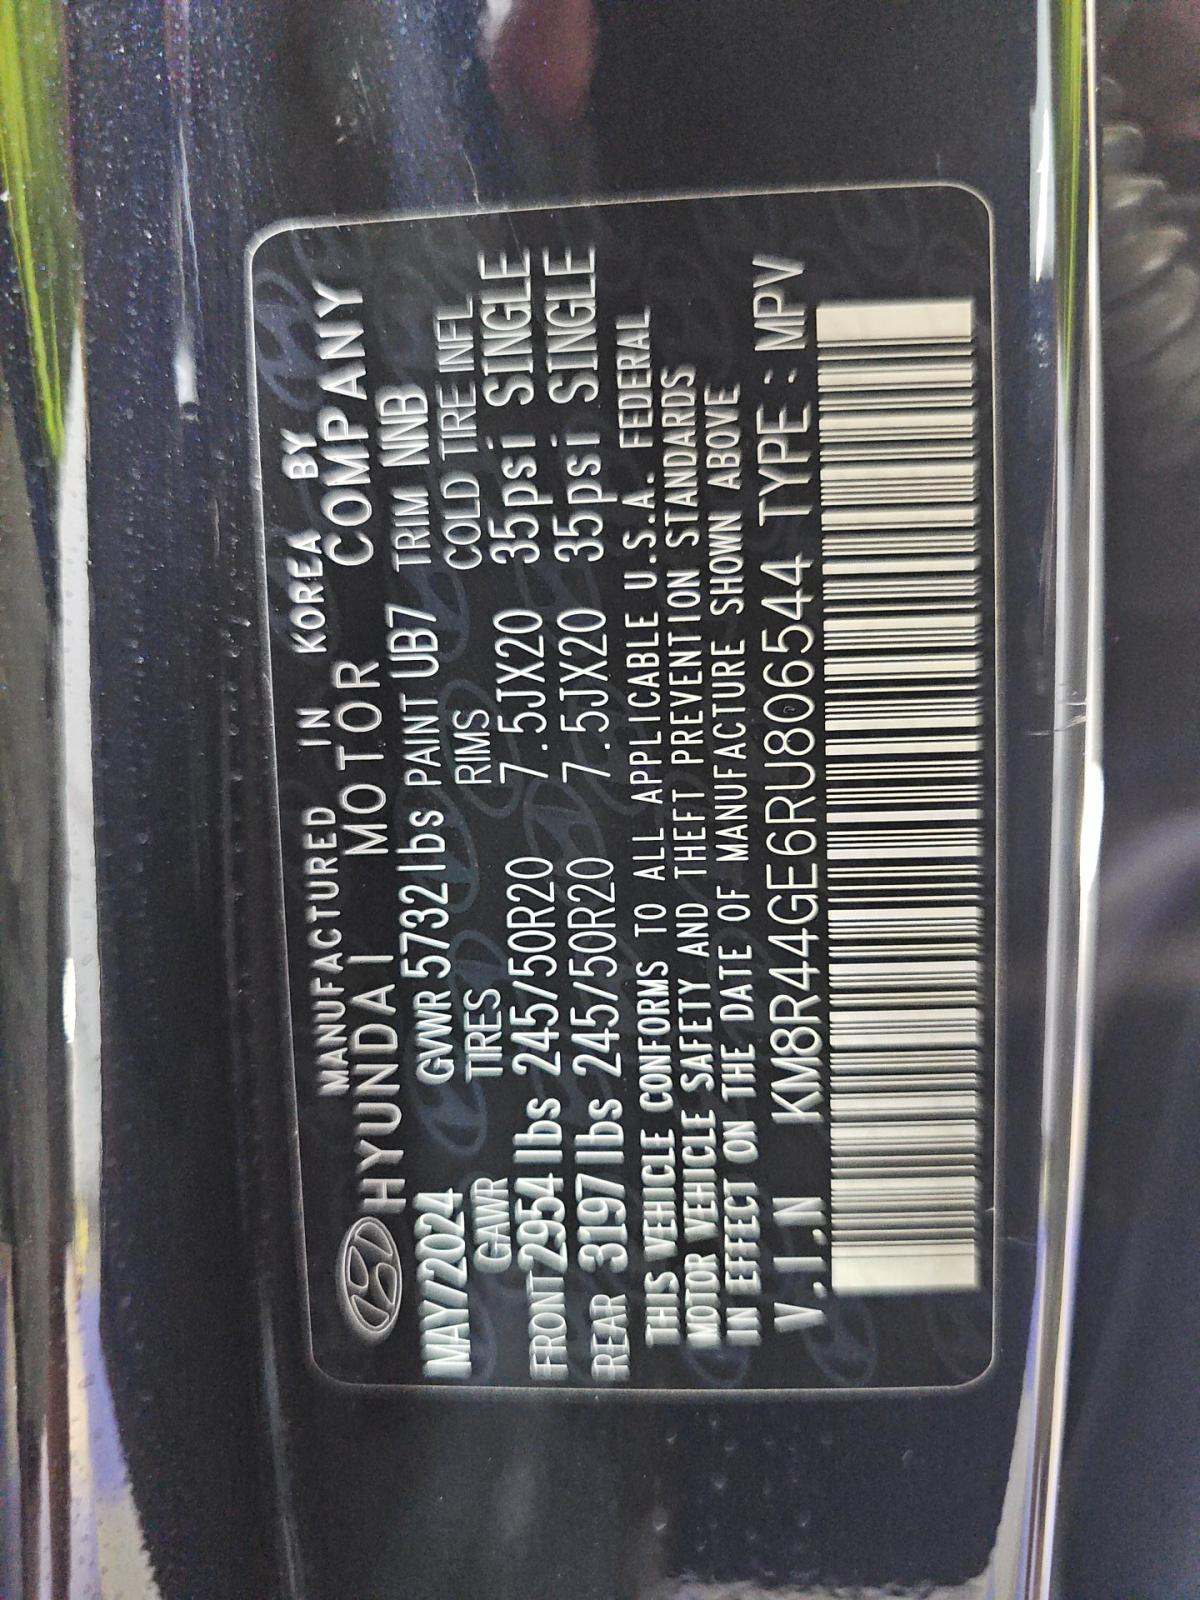 MANUFACTURED IN KOREA BY
HYUNDAI MOTOR COMPANY
MAY/2024 GVWR 5732lbs PAINT UB7 TRIM NNB
GAWR TIRES RIMS COLD TIRE INFL
FRONT 2954 lbs 245/50R20 7.5JX20 35psi SINGLE
REAR 3197lbs 245/50R20 7.5JX20 35psi SINGLE
THIS VEHICLE CONFORMS TO ALL APPLICABLE U.S.A. FEDERAL
MOTOR VEHICLE SAFETY AND THEFT PREVENTION STANDARDS
IN EFFECT ON THE DATE OF MANUFACTURE SHOWN ABOVE
V.I.N KM8R44GE6RU806544 TYPE : MPV